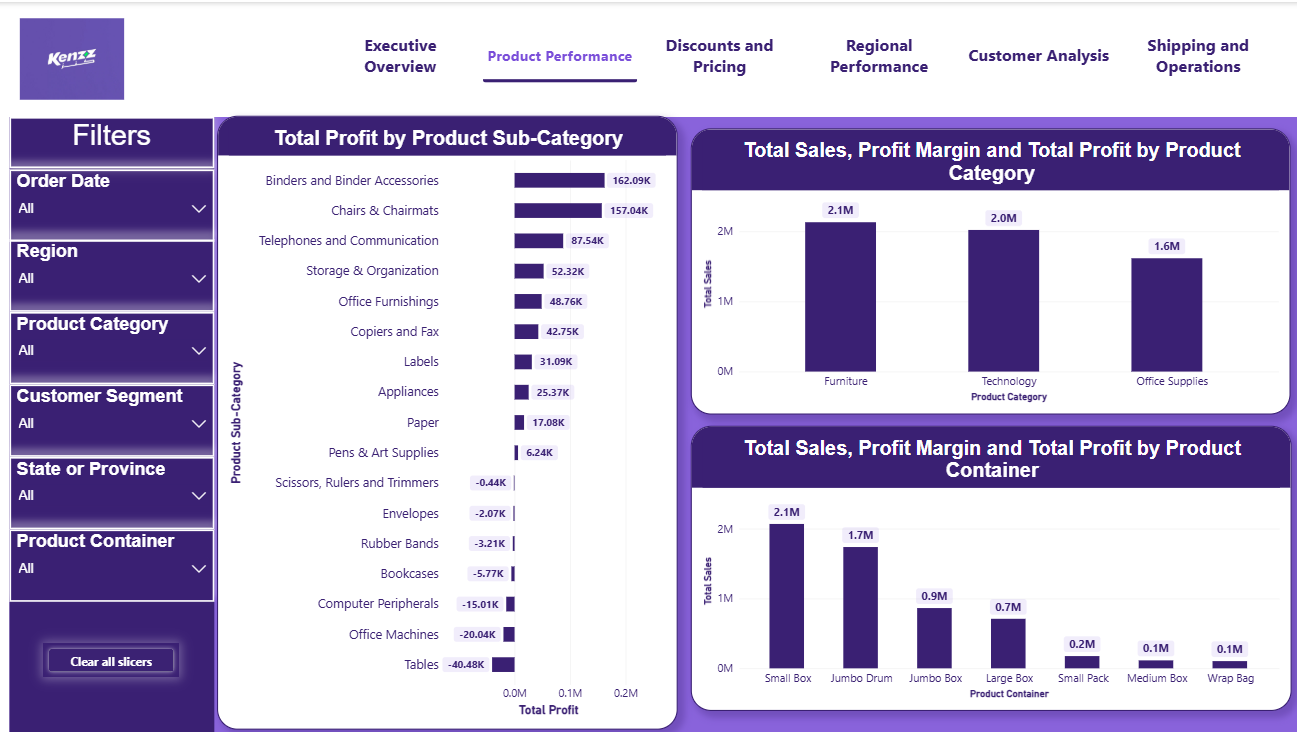 Kenzz
Executive
Overview
Product Performance
Discounts and
Pricing
Regional
Performance
Customer Analysis
Shipping and
Operations
Filters
Order Date
All
Region
All
Product Category
All
Customer Segment
All
State or Province
All
Product Container
All
Clear all slicers
Total Profit by Product Sub-Category
Product Sub-Category
Binders and Binder Accessories 162.09K
Chairs & Chairmats 157.04K
Telephones and Communication 87.54K
Storage & Organization 52.32K
Office Furnishings 48.76K
Copiers and Fax 42.75K
Labels 31.09K
Appliances 25.37K
Paper 17.08K
Pens & Art Supplies 6.24K
Scissors, Rulers and Trimmers -0.44K
Envelopes -2.07K
Rubber Bands -3.21K
Bookcases -5.77K
Computer Peripherals -15.01K
Office Machines -20.04K
Tables -40.48K
0.0M 0.1M 0.2M
Total Profit
Total Sales, Profit Margin and Total Profit by Product
Category
Total Sales
2M
1M
0M
2.1M 2.0M 1.6M
Furniture Technology Office Supplies
Product Category
Total Sales, Profit Margin and Total Profit by Product
Container
Total Sales
2M
1M
0M
2.1M 1.7M 0.9M 0.7M 0.2M 0.1M 0.1M
Small Box Jumbo Drum Jumbo Box Large Box Small Pack Medium Box Wrap Bag
Product Container